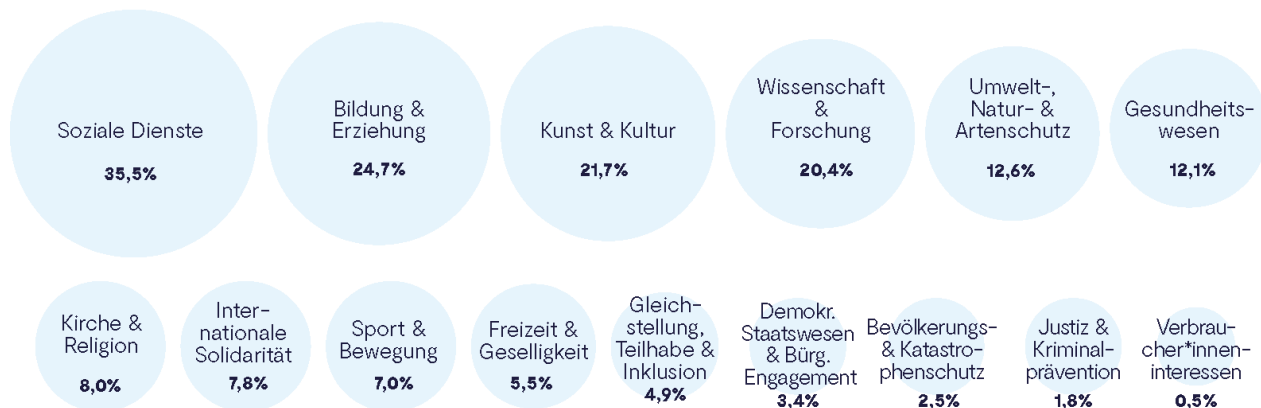 Soziale Dienste
35,5%
Bildung &
Erziehung
24,7%
Kunst & Kultur
21,7%
Wissenschaft
&
Forschung
20,4%
Umwelt-,
Natur- &
Artenschutz
12,6%
Gesundheits-
wesen
12,1%
Kirche &
Religion
8,0%
Inter-
nationale
Solidarität
7,8%
Sport &
Bewegung
7,0%
Freizeit &
Geselligkeit
5,5%
Gleich-
stellung,
Teilhabe &
Inklusion
4,9%
Demokr.
Staatswesen
& Bürg.
Engagement
3,4%
Bevölkerungs-
& Katastro-
phenschutz
2,5%
Justiz &
Kriminal-
prävention
1,8%
Verbrau-
cher*innen-
interessen
0,5%